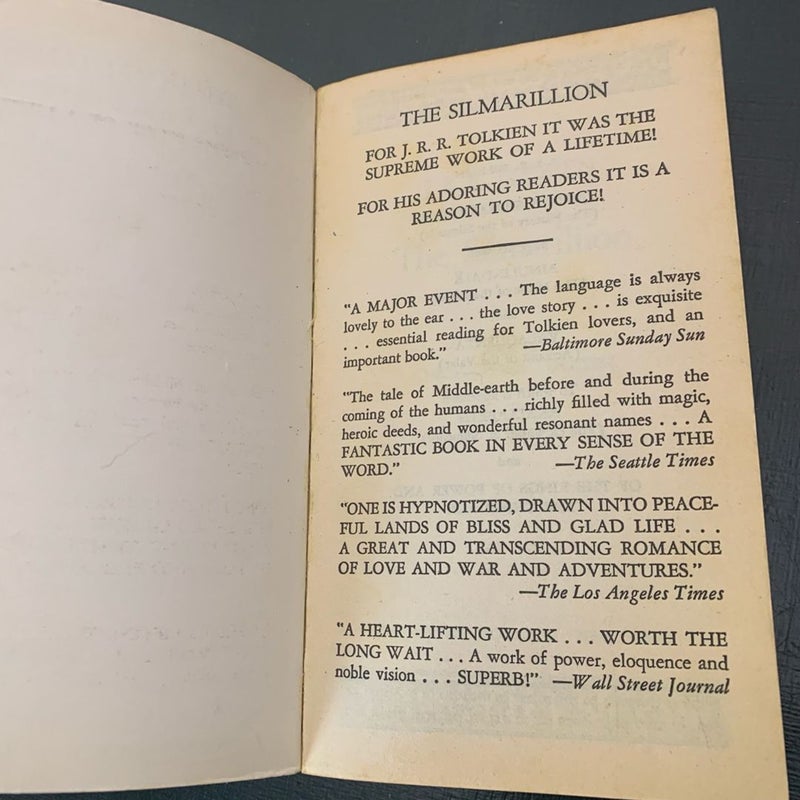 THE SILMARILLION
FOR J. R. R. TOLKIEN IT WAS THE
SUPREME WORK OF A LIFETIME!
FOR HIS ADORING READERS IT IS A
REASON TO REJOICE!
"A MAJOR EVENT . . . The language is always
lovely to the ear . . . the love story . . . is exquisite
. . . essential reading for Tolkien lovers, and an
important book." —Baltimore Sunday Sun
"The tale of Middle-earth before and during the
coming of the humans . . . richly filled with magic,
heroic deeds, and wonderful resonant names . . . A
FANTASTIC BOOK IN EVERY SENSE OF THE
WORD." —The Seattle Times
"ONE IS HYPNOTIZED, DRAWN INTO PEACE-
FUL LANDS OF BLISS AND GLAD LIFE . . .
A GREAT AND TRANSCENDING ROMANCE
OF LOVE AND WAR AND ADVENTURES."
—The Los Angeles Times
"A HEART-LIFTING WORK . . . WORTH THE
LONG WAIT . . . A work of power, eloquence and
noble vision . . . SUPERB!" —Wall Street Journal